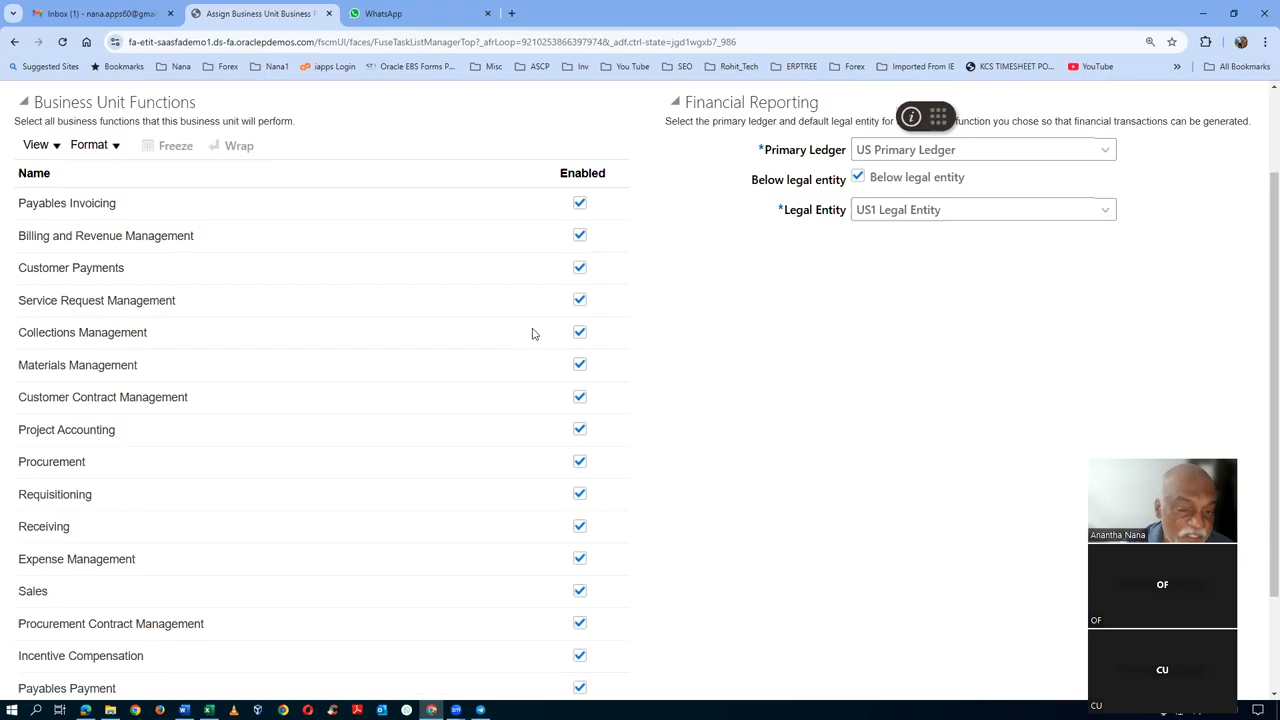 Inbox (1) - nana.apps60@gma
Assign Business Unit Business F
WhatsApp
fa-etit-saasfademo1.ds-fa.oraclepdemos.com/fscmUI/faces/FuseTaskListManagerTop?_afrLoop=9210253866397974&_adf.ctrl-state=jgd1wgxb7_986
Suggested Sites
Bookmarks
Nana
Forex
Nana1
iapps Login
Oracle EBS Forms P...
Misc
ASCP
Inv
You Tube
SEO
Rohit_Tech
ERPTREE
Forex
Imported From IE
KCS TIMESHEET PO...
YouTube
All Bookmarks
Business Unit Functions
Select all business functions that this business unit will perform.
View
Format
Freeze
Wrap
Name
Enabled
Payables Invoicing
Billing and Revenue Management
Customer Payments
Service Request Management
Collections Management
Materials Management
Customer Contract Management
Project Accounting
Procurement
Requisitioning
Receiving
Expense Management
Sales
Procurement Contract Management
Incentive Compensation
Payables Payment
Financial Reporting
Select the primary ledger and default legal entity for function you chose so that financial transactions can be generated.
*Primary Ledger
US Primary Ledger
Below legal entity
Below legal entity
*Legal Entity
US1 Legal Entity
Anantha Nana
OF
OF
CU
CU